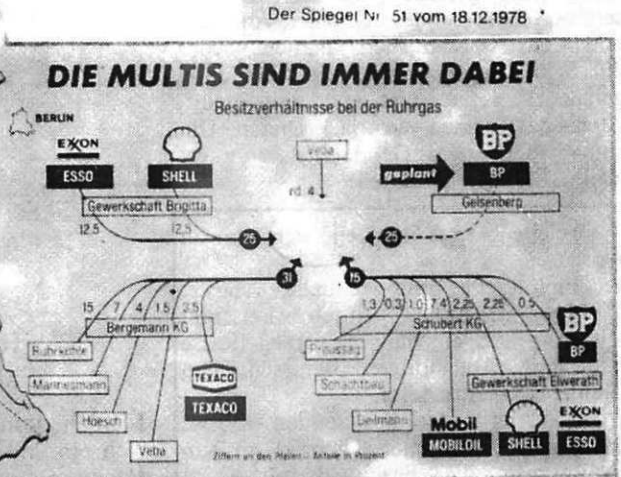 Der Spiegel Nr 51 vom 18.12.1978
DIE MULTIS SIND IMMER DABEI
Besitzverhältnisse bei der Ruhrgas
BERLIN
EXXON
ESSO
SHELL
Gewerkschaft Brigitta
12,5 12,5 25
Veba
rd. 4
geplant
BP
BP
Gelsenberg
25
31
15 7 4 1,5 3,5
Bergemann KG
Ruhrkohle
Mannesmann
Hoesch
Veba
TEXACO
TEXACO
15
1,3 0,3 1,0 7,4 2,25 2,25 0,5
Schubert KG
Preussag
Schachtbau
Deilmann
Gewerkschaft Elwerath
BP
BP
Mobil
MOBILOIL
SHELL
EXXON
ESSO
Ziffern an den Pfeilen – Anteile in Prozent